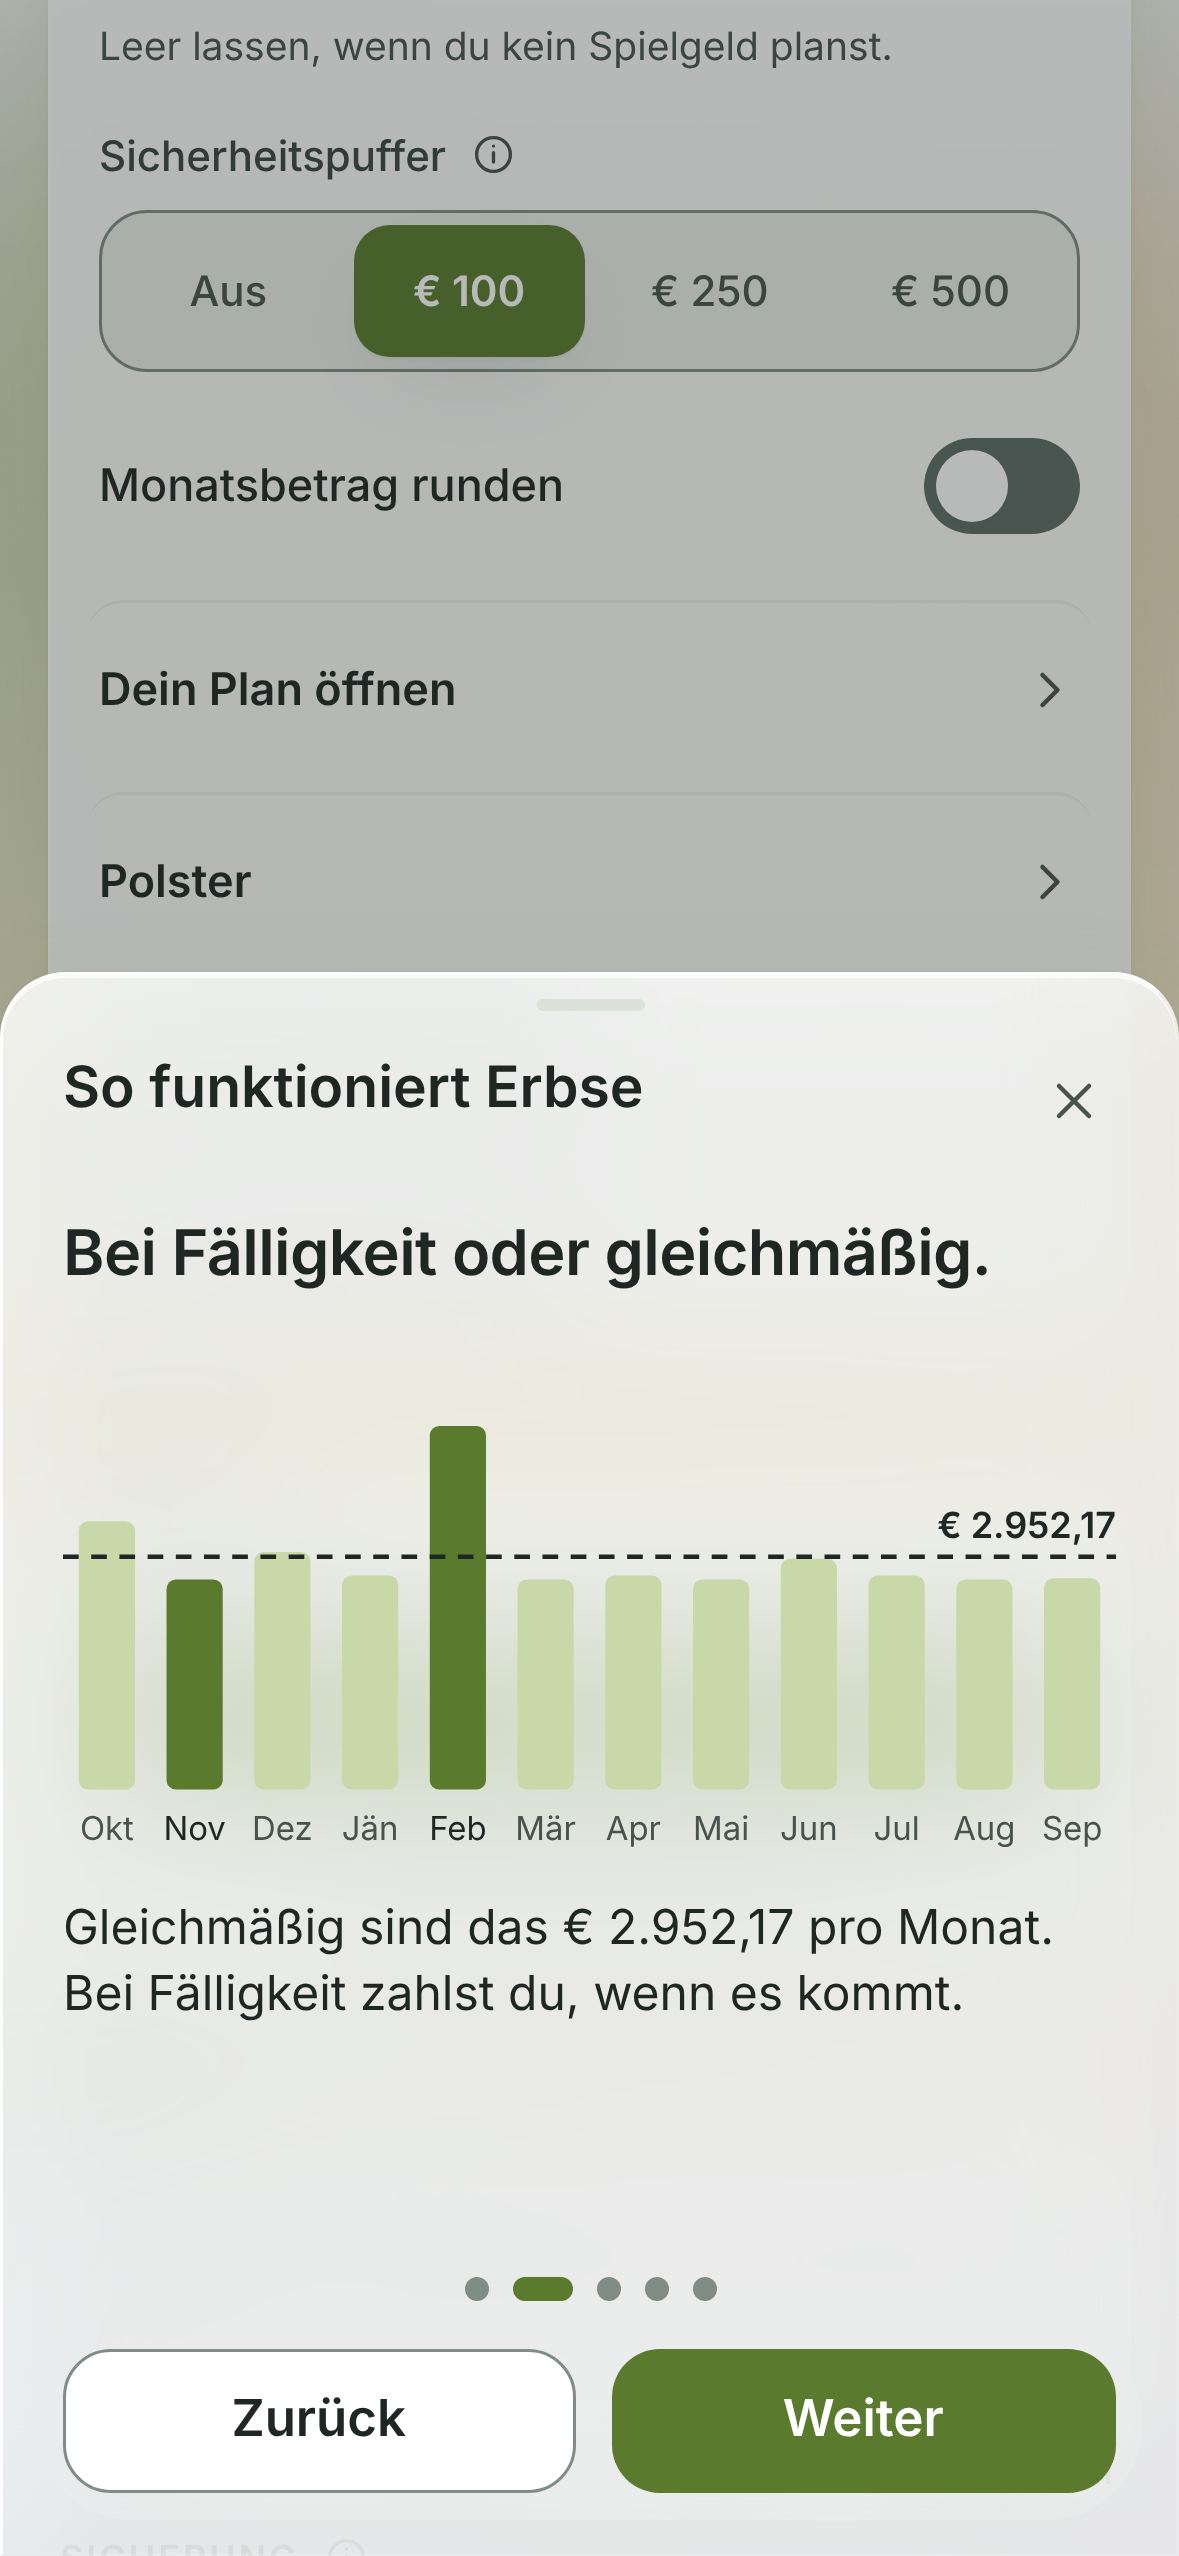 Leer lassen, wenn du kein Spielgeld planst.
Sicherheitspuffer
Aus
€ 100
€ 250
€ 500
Monatsbetrag runden
Dein Plan öffnen
Polster
So funktioniert Erbse
Bei Fälligkeit oder gleichmäßig.
€ 2.952,17
Okt Nov Dez Jän Feb Mär Apr Mai Jun Jul Aug Sep
Gleichmäßig sind das € 2.952,17 pro Monat.
Bei Fälligkeit zahlst du, wenn es kommt.
Zurück
Weiter
SICHERUNG